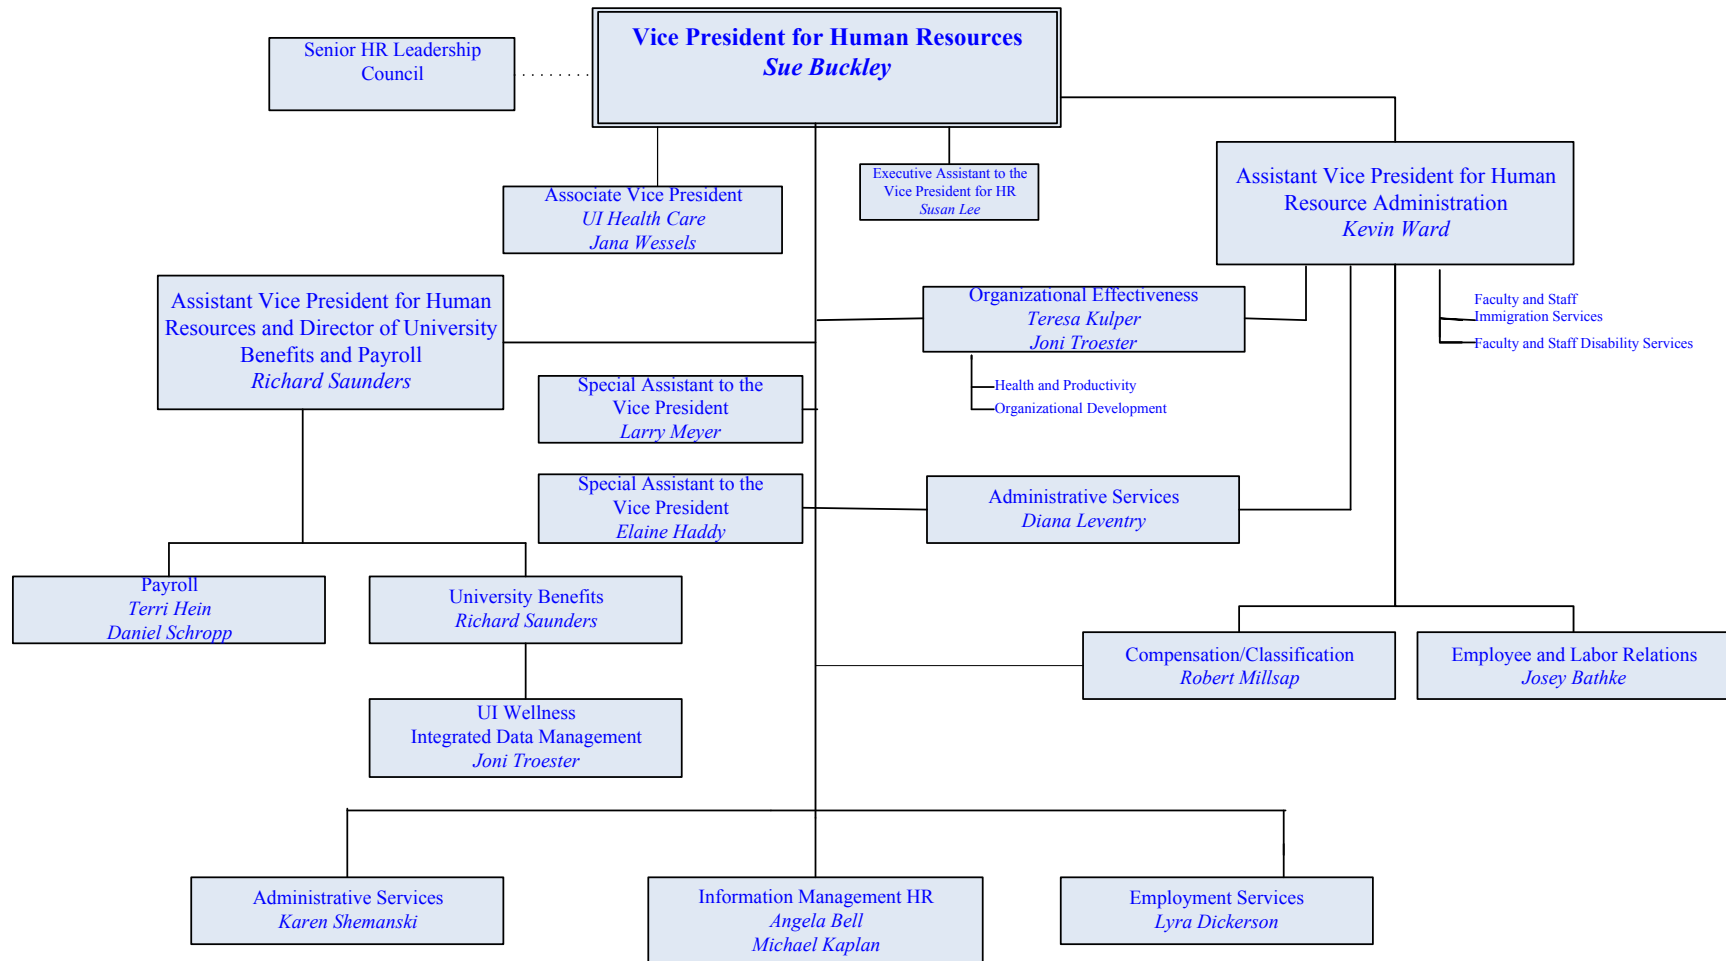 Vice President for Human Resources
Sue Buckley
Senior HR Leadership
Council
Associate Vice President
UI Health Care
Jana Wessels
Executive Assistant to the
Vice President for HR
Susan Lee
Assistant Vice President for Human
Resource Administration
Kevin Ward
Assistant Vice President for Human
Resources and Director of University
Benefits and Payroll
Richard Saunders
Organizational Effectiveness
Teresa Kulper
Joni Troester
Faculty and Staff
Immigration Services
Faculty and Staff Disability Services
Health and Productivity
Organizational Development
Special Assistant to the
Vice President
Larry Meyer
Special Assistant to the
Vice President
Elaine Haddy
Administrative Services
Diana Leventry
Payroll
Terri Hein
Daniel Schropp
University Benefits
Richard Saunders
Compensation/Classification
Robert Millsap
Employee and Labor Relations
Josey Bathke
UI Wellness
Integrated Data Management
Joni Troester
Administrative Services
Karen Shemanski
Information Management HR
Angela Bell
Michael Kaplan
Employment Services
Lyra Dickerson